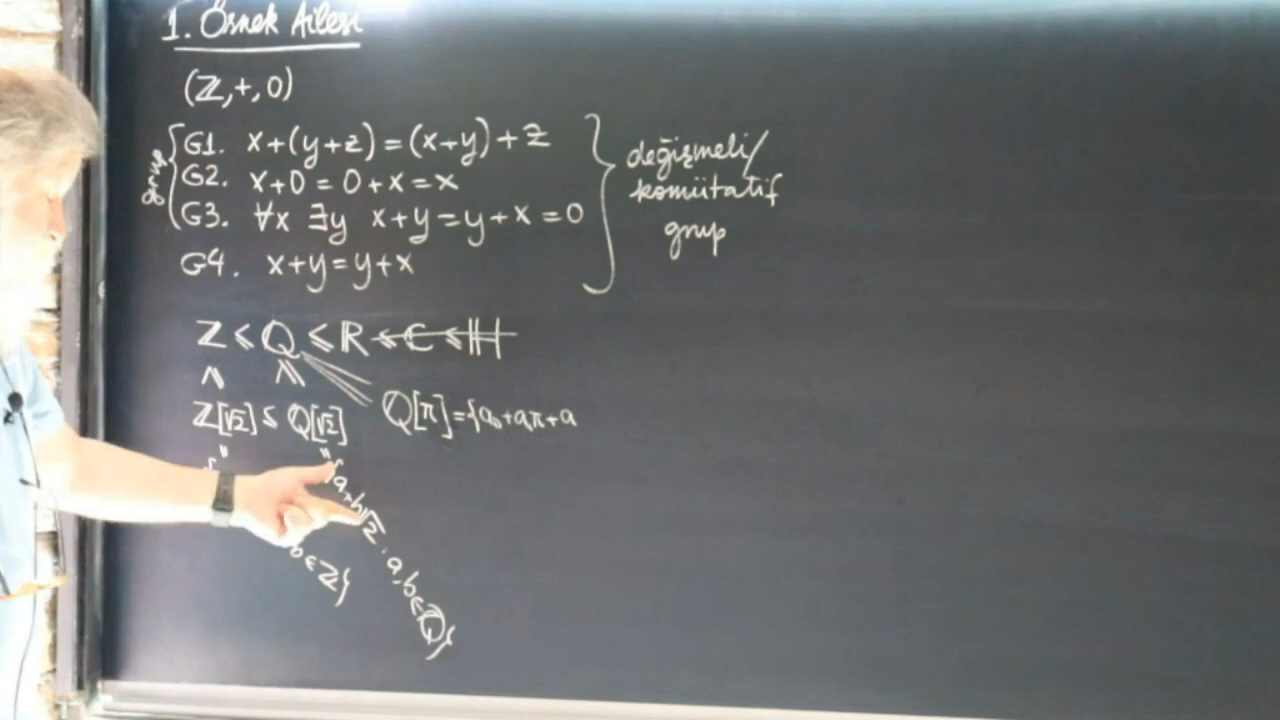 1. Örnek Ailesi
(ℤ,+,0)
grup
G1. x+(y+z)=(x+y)+z
G2. x+0=0+x=x
G3. ∀x ∃y x+y=y+x=0
G4. x+y=y+x
değişmeli/
komütatif
grup
ℤ ≤ ℚ ≤ ℝ ≤ ℂ ≤ ℍ
ℤ[√2] ≤ ℚ[√2]
ℚ[π]={a₀+a₁π+a
b∈ℤ}
{a+b√2 : a,b∈ℚ}